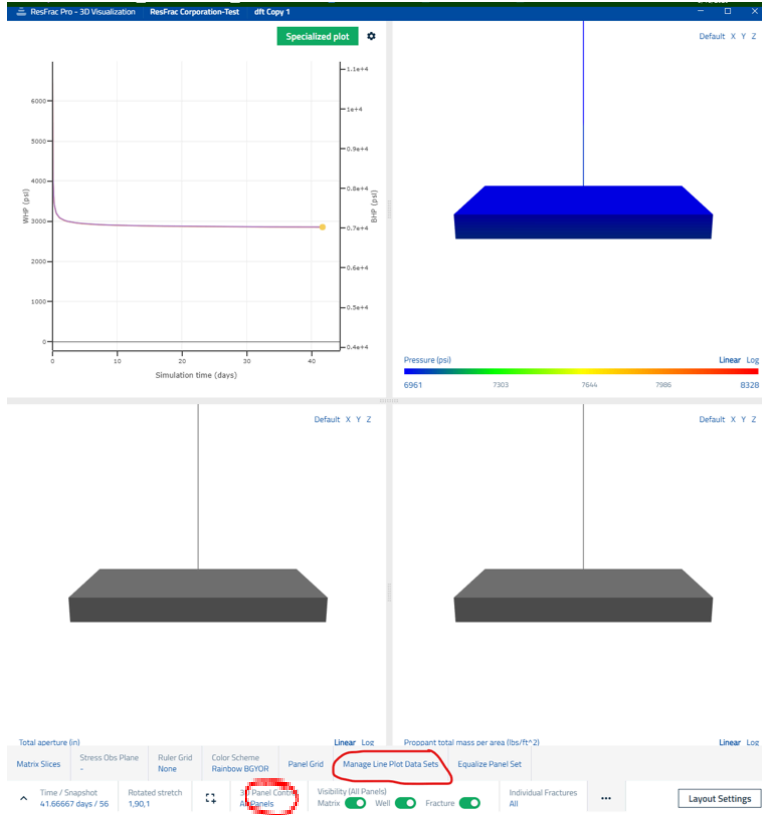 ResFrac Pro - 3D Visualization ResFrac Corporation-Test dft Copy 1
Specialized plot
Default X Y Z
1.1e+4
6000
1e+4
5000
0.9e+4
4000
0.8e+4
WHP (psi)
BHP (psi)
3000
0.7e+4
2000
0.6e+4
1000
0.5e+4
0
0.4e+4
0 10 20 30 40
Simulation time (days)
Pressure (psi) Linear Log
6961 7303 7644 7986 8328
Default X Y Z
Default X Y Z
Total aperture (in) Linear Log
Proppant total mass per area (lbs/ft^2) Linear Log
Matrix Slices
Stress Obs Plane
-
Ruler Grid
None
Color Scheme
Rainbow BGYOR
Panel Grid
Manage Line Plot Data Sets
Equalize Panel Set
Time / Snapshot
41.66667 days / 56
Rotated stretch
1,90,1
3D Panel Control
All Panels
Visibility (All Panels)
Matrix Well Fracture
Individual Fractures
All
...
Layout Settings